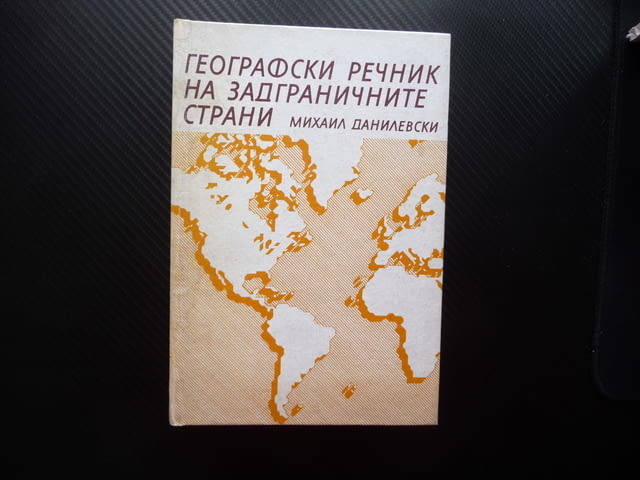 ГЕОГРАФСКИ РЕЧНИК
НА ЗАДГРАНИЧНИТЕ
СТРАНИ МИХАИЛ ДАНИЛЕВСКИ